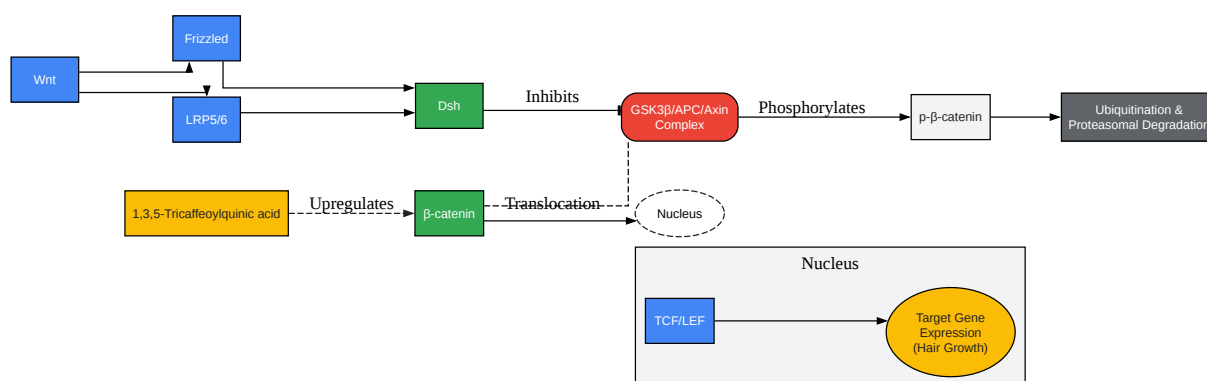 Frizzled
Wnt
LRP5/6
Dsh
Inhibits
GSK3β/APC/Axin
Complex
Phosphorylates
p-β-catenin
Ubiquitination &
Proteasomal Degradation
1,3,5-Tricaffeoylquinic acid
Upregulates
β-catenin
Translocation
Nucleus
Nucleus
TCF/LEF
Target Gene
Expression
(Hair Growth)